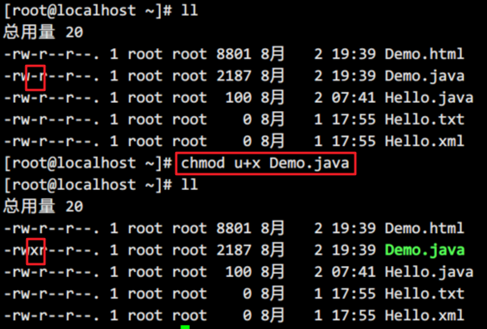 [root@localhost ~]# ll
总用量 20
-rw-r--r--. 1 root root 8801 8月   2 19:39 Demo.html
-rw-r--r--. 1 root root 2187 8月   2 19:39 Demo.java
-rw-r--r--. 1 root root  100 8月   2 07:41 Hello.java
-rw-r--r--. 1 root root    0 8月   1 17:55 Hello.txt
-rw-r--r--. 1 root root    0 8月   1 17:55 Hello.xml
[root@localhost ~]# chmod u+x Demo.java
[root@localhost ~]# ll
总用量 20
-rw-r--r--. 1 root root 8801 8月   2 19:39 Demo.html
-rwxr--r--. 1 root root 2187 8月   2 19:39 Demo.java
-rw-r--r--. 1 root root  100 8月   2 07:41 Hello.java
-rw-r--r--. 1 root root    0 8月   1 17:55 Hello.txt
-rw-r--r--. 1 root root    0 8月   1 17:55 Hello.xml